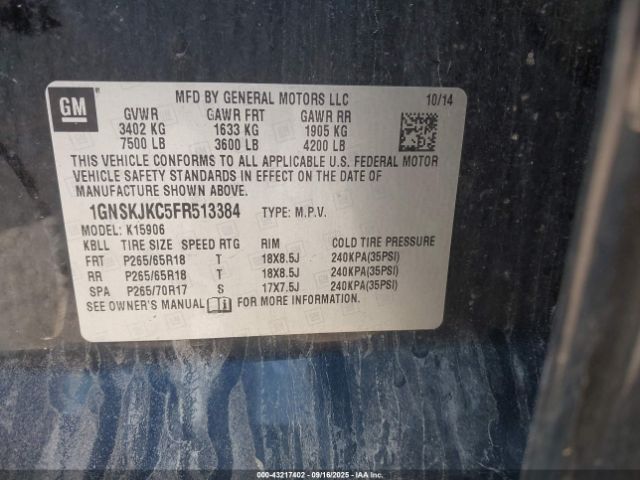 GM
MFD BY GENERAL MOTORS LLC 10/14
GVWR GAWR FRT GAWR RR
3402 KG 1633 KG 1905 KG
7500 LB 3600 LB 4200 LB
THIS VEHICLE CONFORMS TO ALL APPLICABLE U.S. FEDERAL MOTOR
VEHICLE SAFETY STANDARDS IN EFFECT ON THE DATE OF
MANUFACTURE SHOWN ABOVE.
1GNSKJKC5FR513384 TYPE: M.P.V.
MODEL: K15906
KBLL TIRE SIZE SPEED RTG RIM COLD TIRE PRESSURE
FRT P265/65R18 T 18X8.5J 240KPA(35PSI)
RR P265/65R18 T 18X8.5J 240KPA(35PSI)
SPA P265/70R17 S 17X7.5J 240KPA(35PSI)
SEE OWNER'S MANUAL FOR MORE INFORMATION.
000-43217402 - 09/16/2025 - IAAI.COM